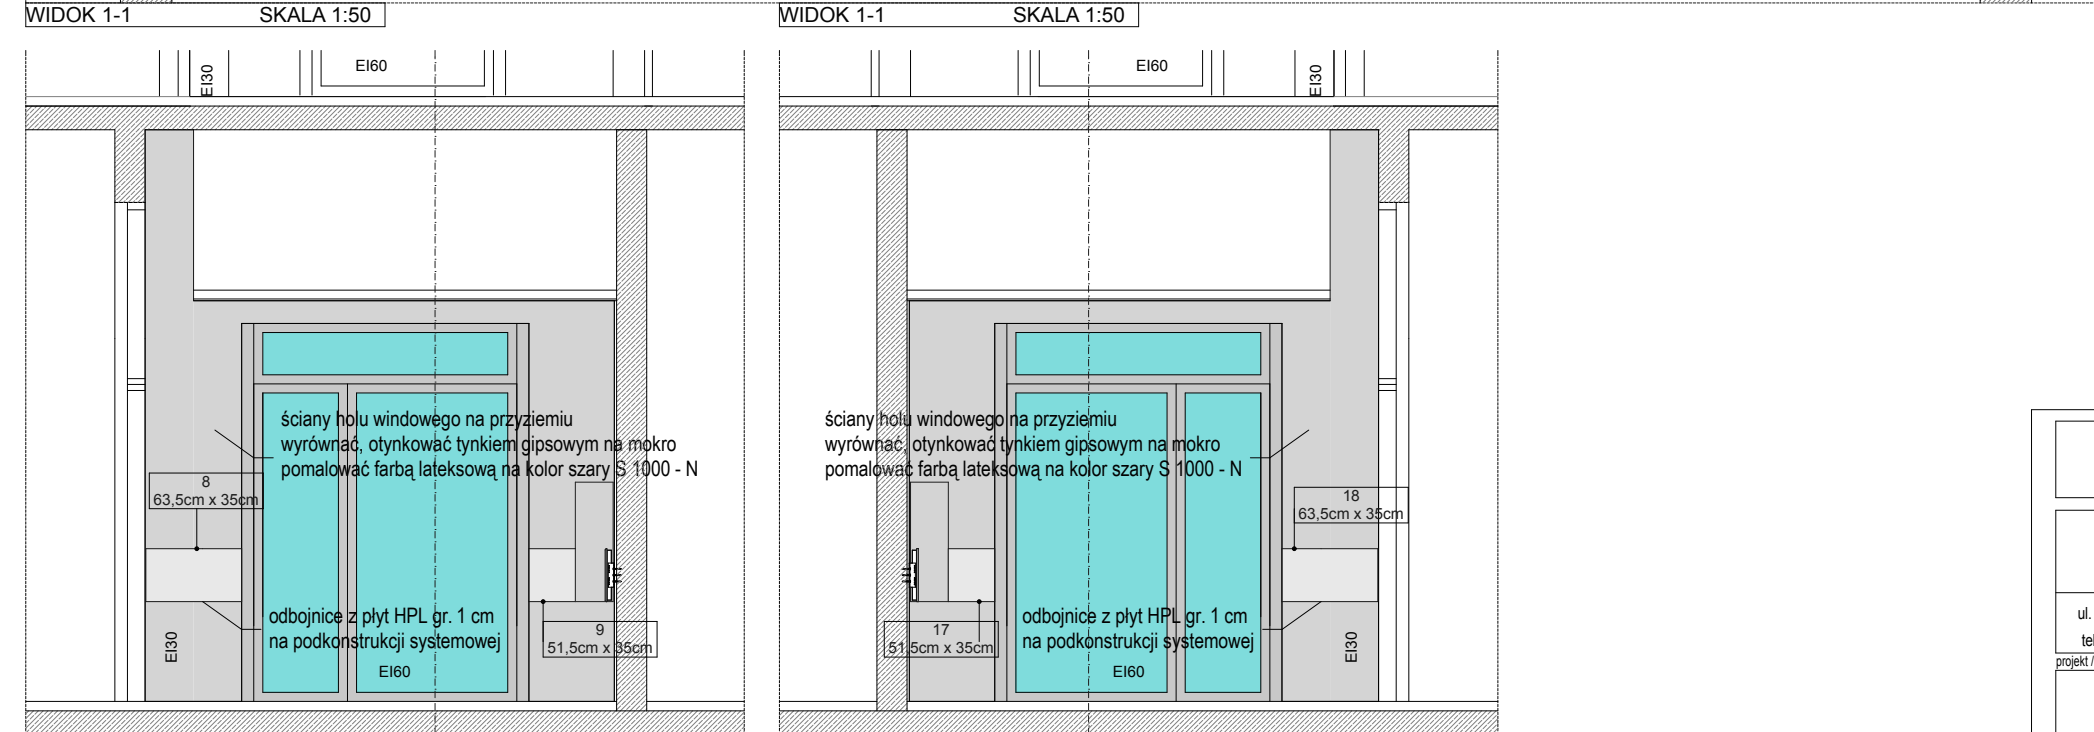 WIDOK 1-1 SKALA 1:50
EI30
EI60
ściany holu windowego na przyziemiu
wyrównać, otynkować tynkiem gipsowym na mokro
pomalować farbą lateksową na kolor szary S 1000 - N
8
63,5cm x 35cm
odbojnice z płyt HPL gr. 1 cm
na podkonstrukcji systemowej
9
51,5cm x 35cm
EI30
EI60
WIDOK 1-1 SKALA 1:50
EI60
EI30
ściany holu windowego na przyziemiu
wyrównać, otynkować tynkiem gipsowym na mokro
pomalować farbą lateksową na kolor szary S 1000 - N
18
63,5cm x 35cm
odbojnice z płyt HPL gr. 1 cm
na podkonstrukcji systemowej
17
51,5cm x 35cm
EI60
EI30
ul.
projekt /